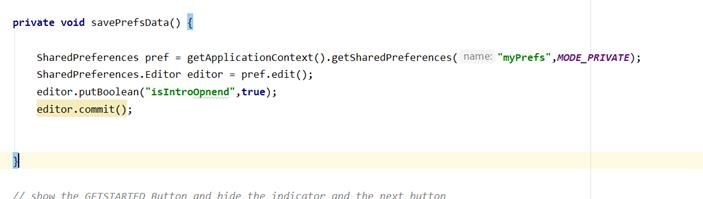 private void savePrefsData() {
SharedPreferences pref = getApplicationContext().getSharedPreferences( name: "myPrefs",MODE_PRIVATE);
SharedPreferences.Editor editor = pref.edit();
editor.putBoolean("isIntroOpnend",true);
editor.commit();
}
// show the GETSTARTED Button and hide the indicator and the next button